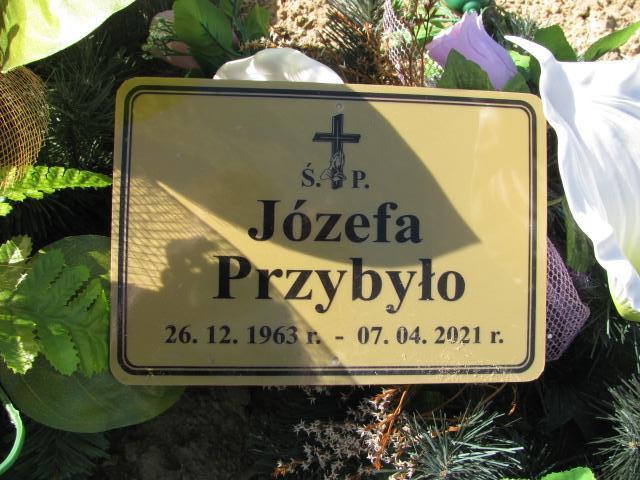 Ś. P.
Józefa
Przybyło
26. 12. 1963 r. - 07. 04. 2021 r.